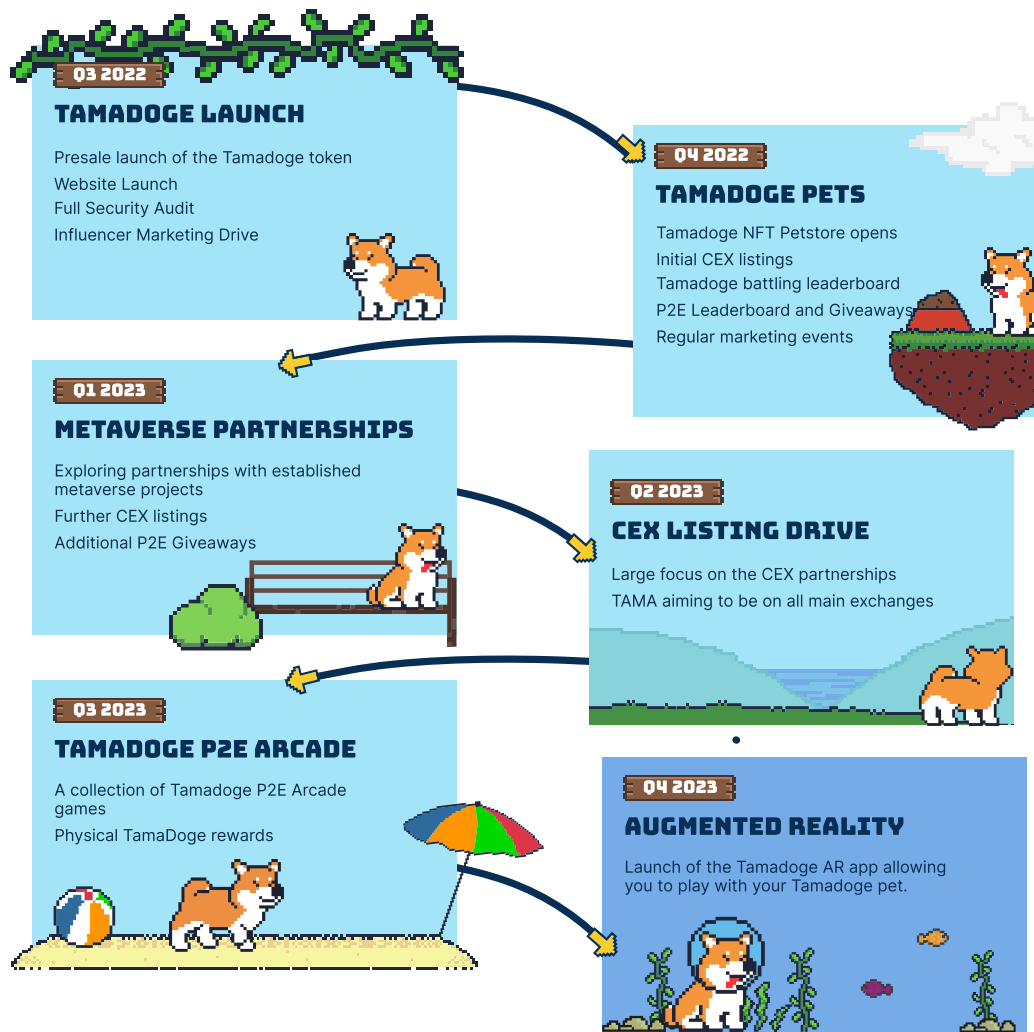 Q3 2022
TAMADOGE LAUNCH
Presale launch of the Tamadoge token
Website Launch
Full Security Audit
Influencer Marketing Drive
Q4 2022
TAMADOGE PETS
Tamadoge NFT Petstore opens
Initial CEX listings
Tamadoge battling leaderboard
P2E Leaderboard and Giveaways
Regular marketing events
Q1 2023
METAVERSE PARTNERSHIPS
Exploring partnerships with established
metaverse projects
Further CEX listings
Additional P2E Giveaways
Q2 2023
CEX LISTING DRIVE
Large focus on the CEX partnerships
TAMA aiming to be on all main exchanges
Q3 2023
TAMADOGE P2E ARCADE
A collection of Tamadoge P2E Arcade
games
Physical TamaDoge rewards
Q4 2023
AUGMENTED REALITY
Launch of the Tamadoge AR app allowing
you to play with your Tamadoge pet.